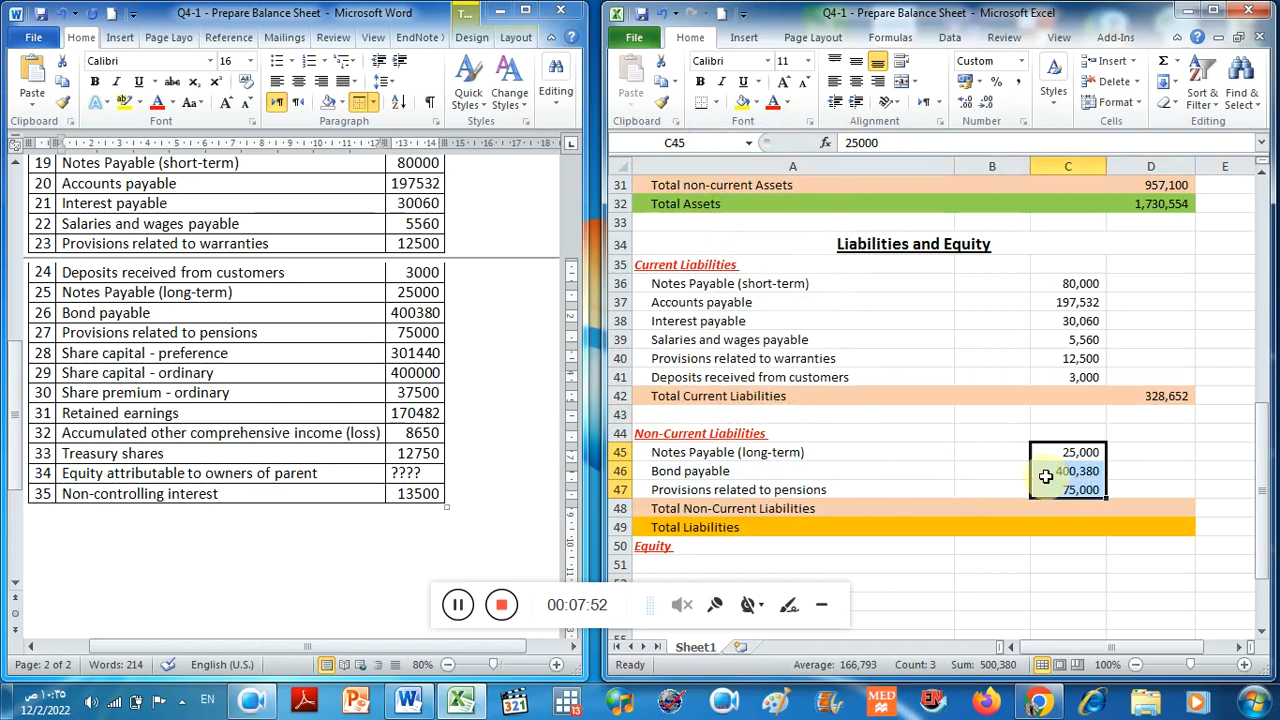 Q4-1 - Prepare Balance Sheet - Microsoft Word
T...
File Home Insert Page Layo Reference Mailings Review View EndNote Design Layout
Paste
Calibri 16
Quick Styles
Change Styles
Editing
Clipboard Font Paragraph Styles
19 Notes Payable (short-term) 80000
20 Accounts payable 197532
21 Interest payable 30060
22 Salaries and wages payable 5560
23 Provisions related to warranties 12500
24 Deposits received from customers 3000
25 Notes Payable (long-term) 25000
26 Bond payable 400380
27 Provisions related to pensions 75000
28 Share capital - preference 301440
29 Share capital - ordinary 400000
30 Share premium - ordinary 37500
31 Retained earnings 170482
32 Accumulated other comprehensive income (loss) 8650
33 Treasury shares 12750
34 Equity attributable to owners of parent ????
35 Non-controlling interest 13500
Page: 2 of 2 Words: 214 English (U.S.) 80%
Q4-1 - Prepare Balance Sheet - Microsoft Excel
File Home Insert Page Layout Formulas Data Review View Add-Ins
Paste
Calibri 11
Custom
Styles
Insert
Delete
Format
Sort & Filter
Find & Select
Clipboard Font Alignment Number Cells Editing
C45 fx 25000
A B C D E
31 Total non-current Assets 957,100
32 Total Assets 1,730,554
33
34 Liabilities and Equity
35 Current Liabilities
36 Notes Payable (short-term) 80,000
37 Accounts payable 197,532
38 Interest payable 30,060
39 Salaries and wages payable 5,560
40 Provisions related to warranties 12,500
41 Deposits received from customers 3,000
42 Total Current Liabilities 328,652
43
44 Non-Current Liabilities
45 Notes Payable (long-term) 25,000
46 Bond payable 400,380
47 Provisions related to pensions 75,000
48 Total Non-Current Liabilities
49 Total Liabilities
50 Equity
51
00:07:52
Sheet1
Ready Average: 166,793 Count: 3 Sum: 500,380 100%
EN
321
MED
١٠:٣٥ ص
12/2/2022